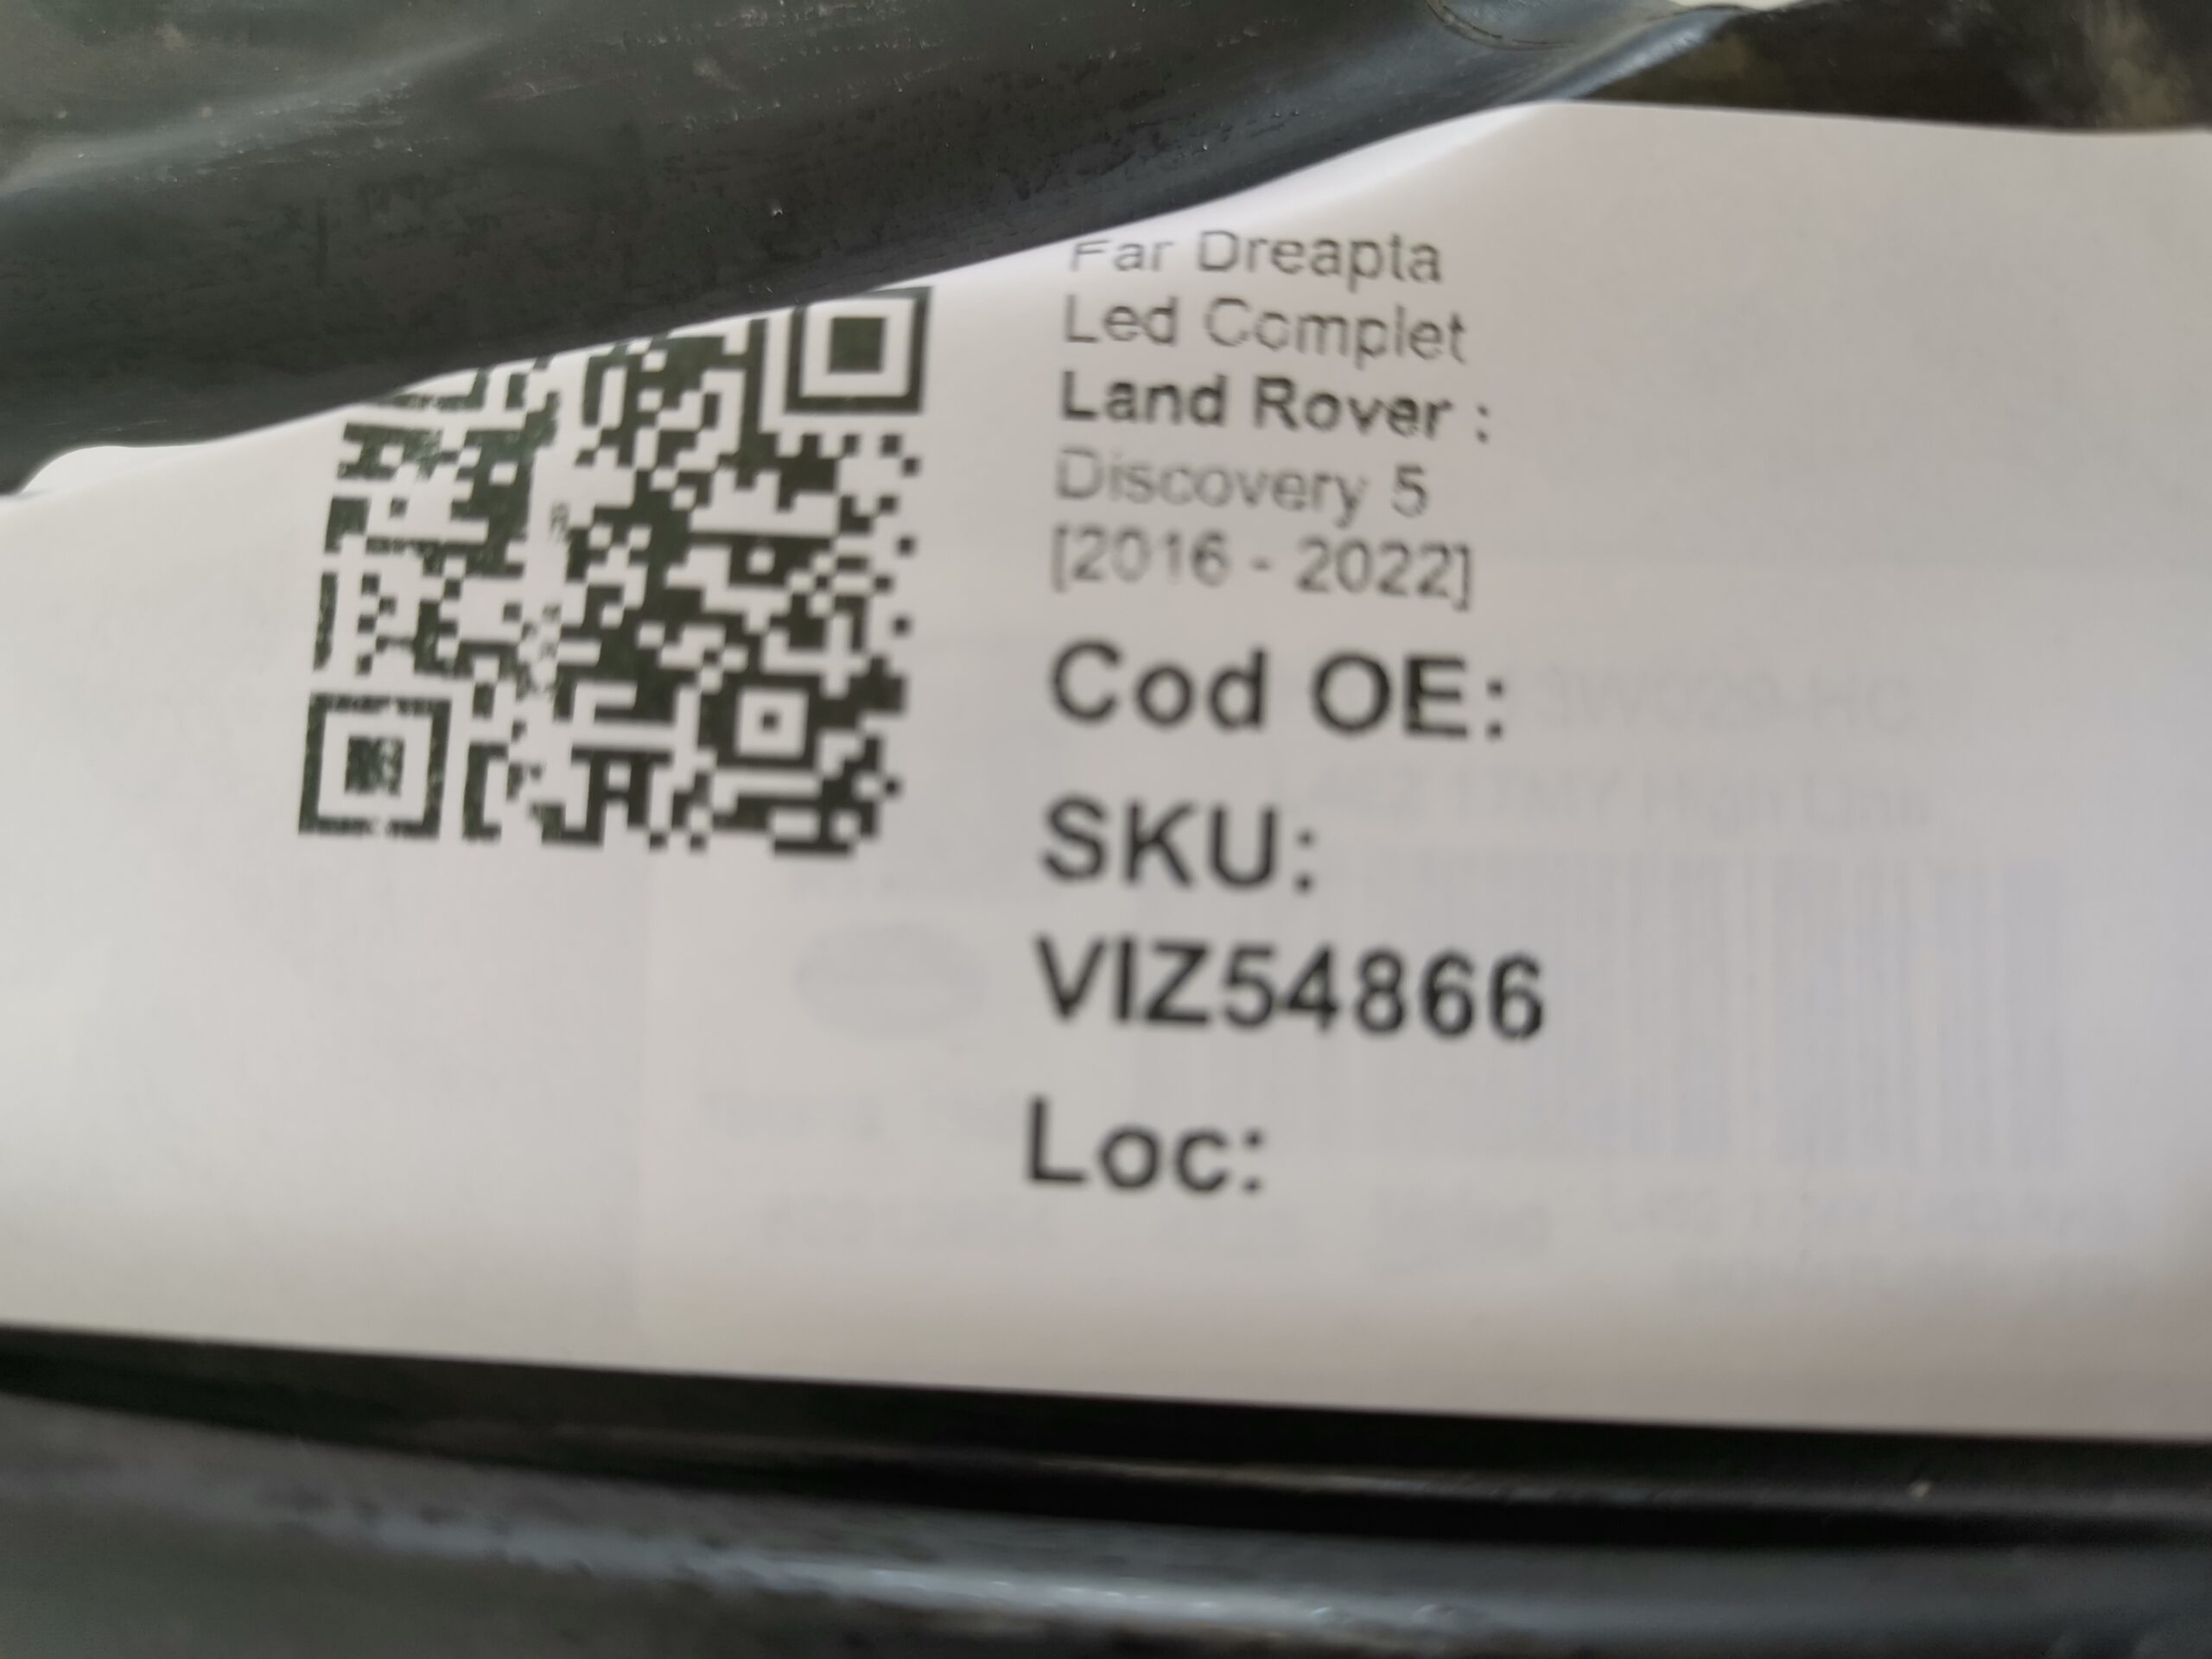 Far Dreapta
Led Complet
Land Rover :
Discovery 5
[2016 - 2022]
Cod OE:
SKU:
VIZ54866
Loc: